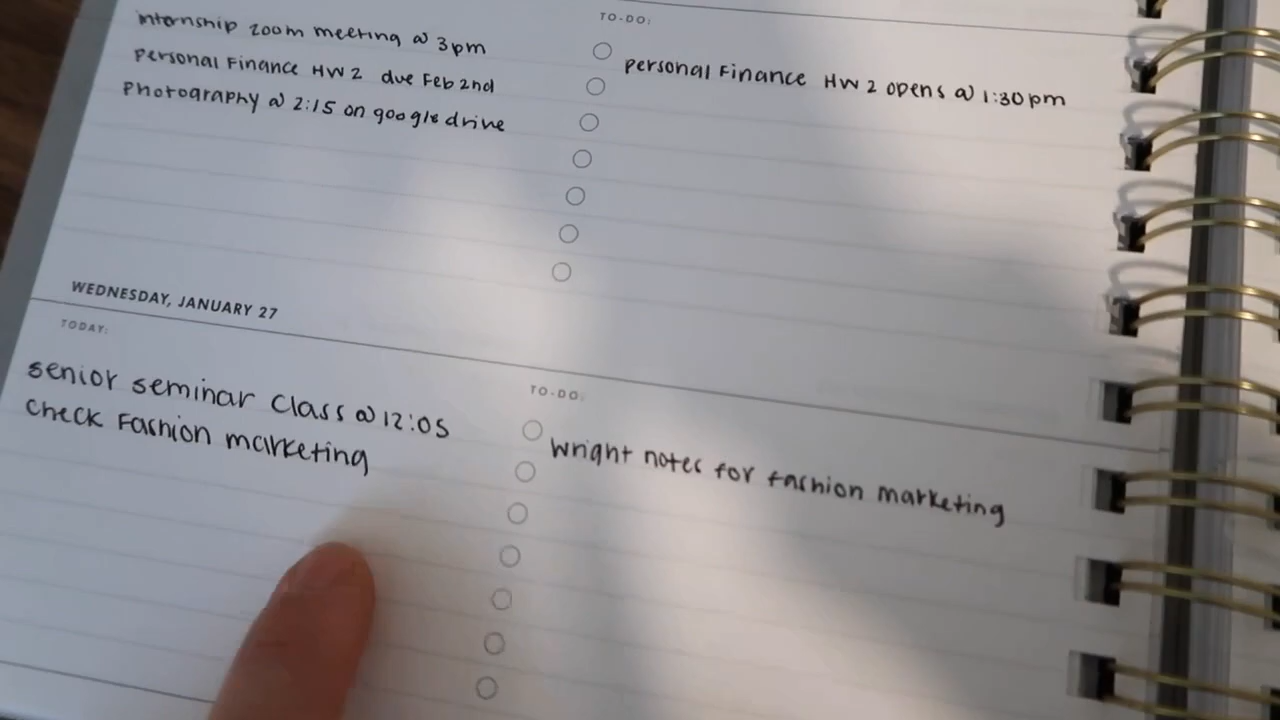 TO-DO:
internship zoom meeting @ 3pm
personal Finance HW 2 due Feb 2nd
Photography @ 2:15 on google drive
personal Finance HW 2 opens @ 1:30pm
WEDNESDAY, JANUARY 27
TODAY:
senior seminar class @ 12:05
check Fashion marketing
TO-DO:
wright notes for fashion marketing